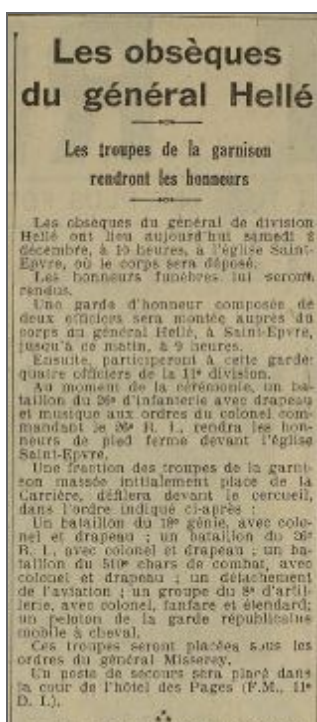 Les obsèques
du général Hellé
Les troupes de la garnison
rendront les honneurs
Les obsèques du général de division
Hellé ont lieu aujourd'hui samedi 2
décembre, à 10 heures, à l'église Saint-
Epvre, où le corps sera déposé.
Les honneurs funèbres lui seront
rendus.
Une garde d'honneur composée de
deux officiers sera montée auprès du
corps du général Hellé, à Saint-Epvre,
jusqu'à ce matin, à 9 heures.
Ensuite, participeront à cette garde:
quatre officiers de la 11e division.
Au moment de la cérémonie, un ba-
taillon du 26e d'infanterie avec drapeau
et musique aux ordres du colonel com-
mandant le 26e R. I., rendra les hon-
neurs de pied ferme devant l'église
Saint-Epvre.
Une fraction des troupes de la garni-
son massée initialement place de la
Carrière, défilera devant le cercueil,
dans l'ordre indiqué ci-après :
Un bataillon du 18e génie, avec colo-
nel et drapeau ; un bataillon du 26e
R. I., avec colonel et drapeau ; un ba-
taillon du 510e chars de combat, avec
colonel et drapeau ; un détachement
de l'aviation ; un groupe du 8e d'artil-
lerie, avec colonel, fanfare et étendard;
un peloton de la garde républicaine
mobile à cheval.
Ces troupes seront placées sous les
ordres du général Misserey.
Un poste de secours sera placé dans
la cour de l'hôtel des Pages (F.M., 11e
D. I.).